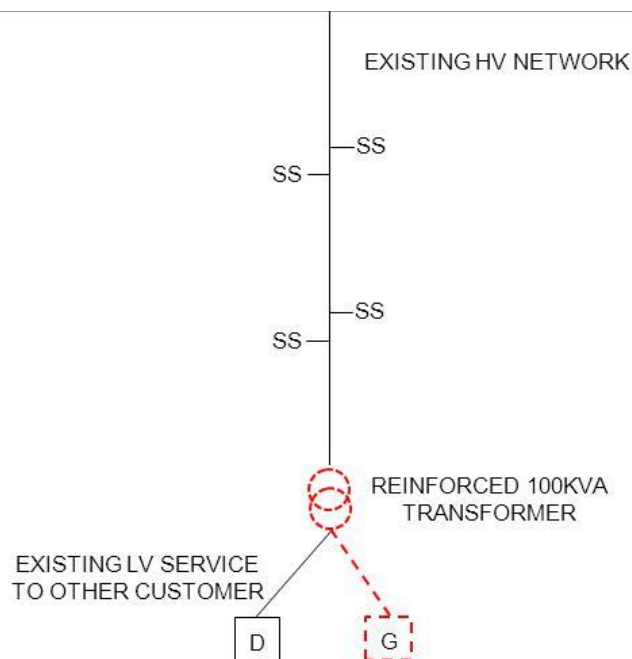 EXISTING HV NETWORK
SS
SS
SS
SS
REINFORCED 100KVA
TRANSFORMER
EXISTING LV SERVICE
TO OTHER CUSTOMER
D
G